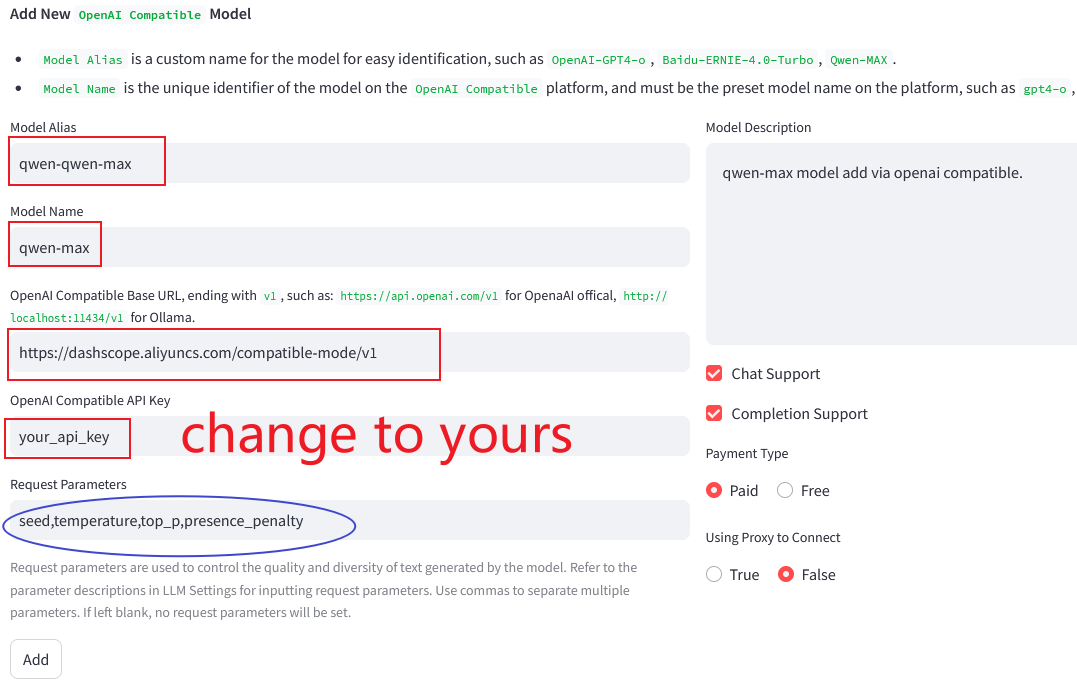 Add New OpenAI Compatible Model
Model Alias is a custom name for the model for easy identification, such as OpenAI-GPT4-o , Baidu-ERNIE-4.0-Turbo , Qwen-MAX .
Model Name is the unique identifier of the model on the OpenAI Compatible platform, and must be the preset model name on the platform, such as gpt4-o ,
Model Alias
qwen-qwen-max
Model Name
qwen-max
OpenAI Compatible Base URL, ending with v1 , such as: https://api.openai.com/v1 for OpenaAI offical, http://
localhost:11434/v1 for Ollama.
https://dashscope.aliyuncs.com/compatible-mode/v1
OpenAI Compatible API Key
your_api_key
change to yours
Request Parameters
seed,temperature,top_p,presence_penalty
Request parameters are used to control the quality and diversity of text generated by the model. Refer to the
parameter descriptions in LLM Settings for inputting request parameters. Use commas to separate multiple
parameters. If left blank, no request parameters will be set.
Add
Model Description
qwen-max model add via openai compatible.
Chat Support
Completion Support
Payment Type
Paid Free
Using Proxy to Connect
True False